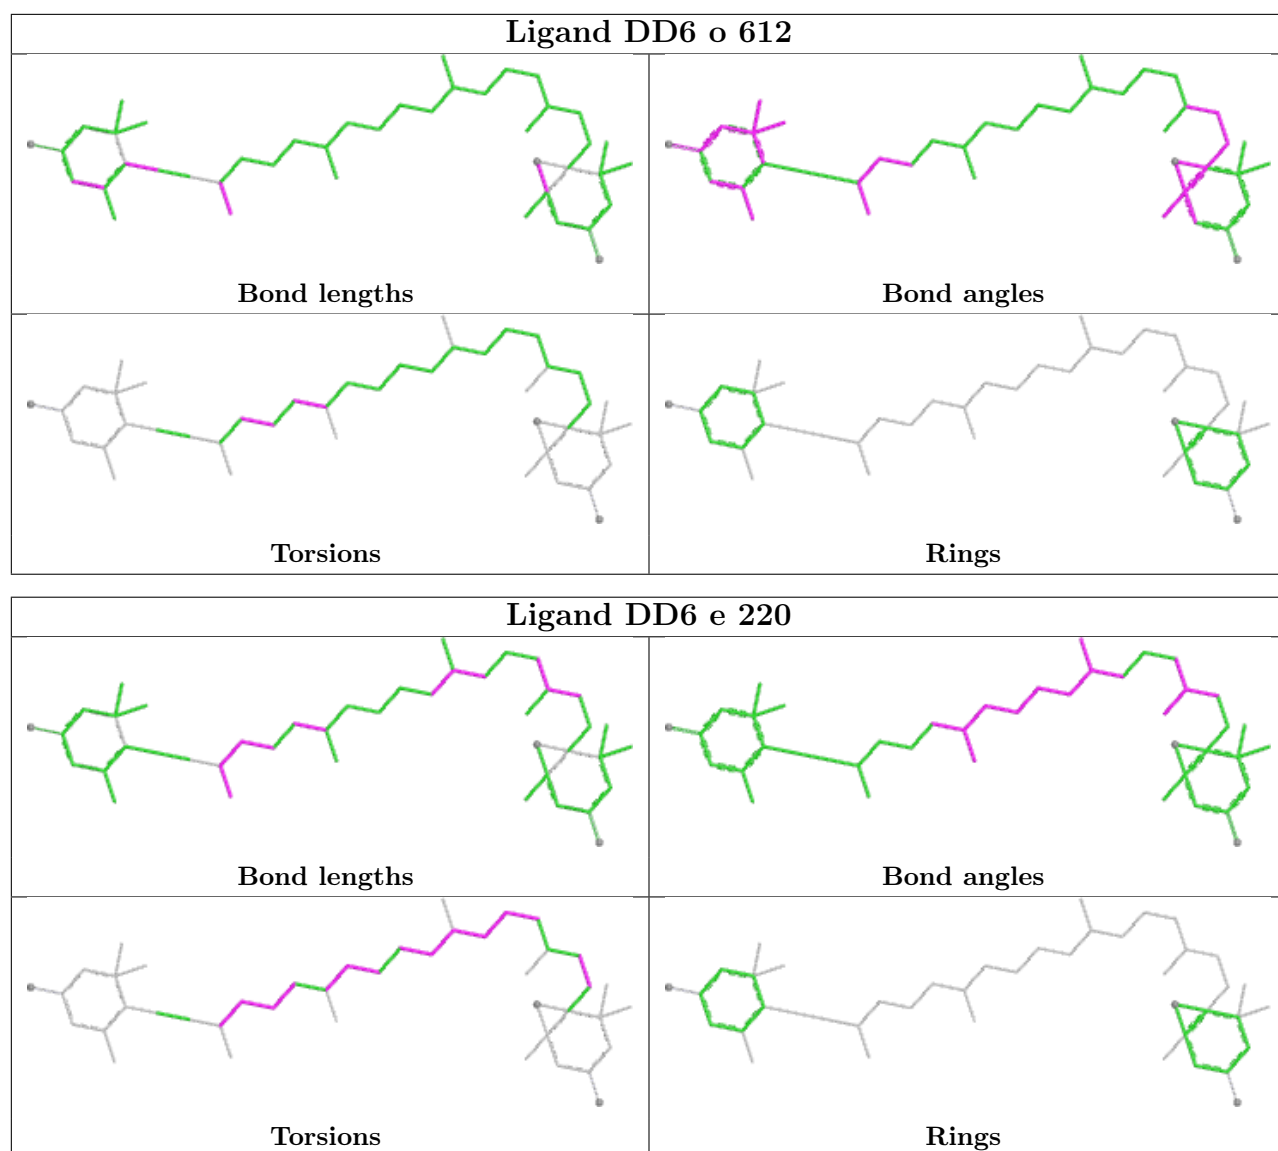 Ligand DD6 o 612
Bond lengths
Bond angles
Torsions
Rings
Ligand DD6 e 220
Bond lengths
Bond angles
Torsions
Rings